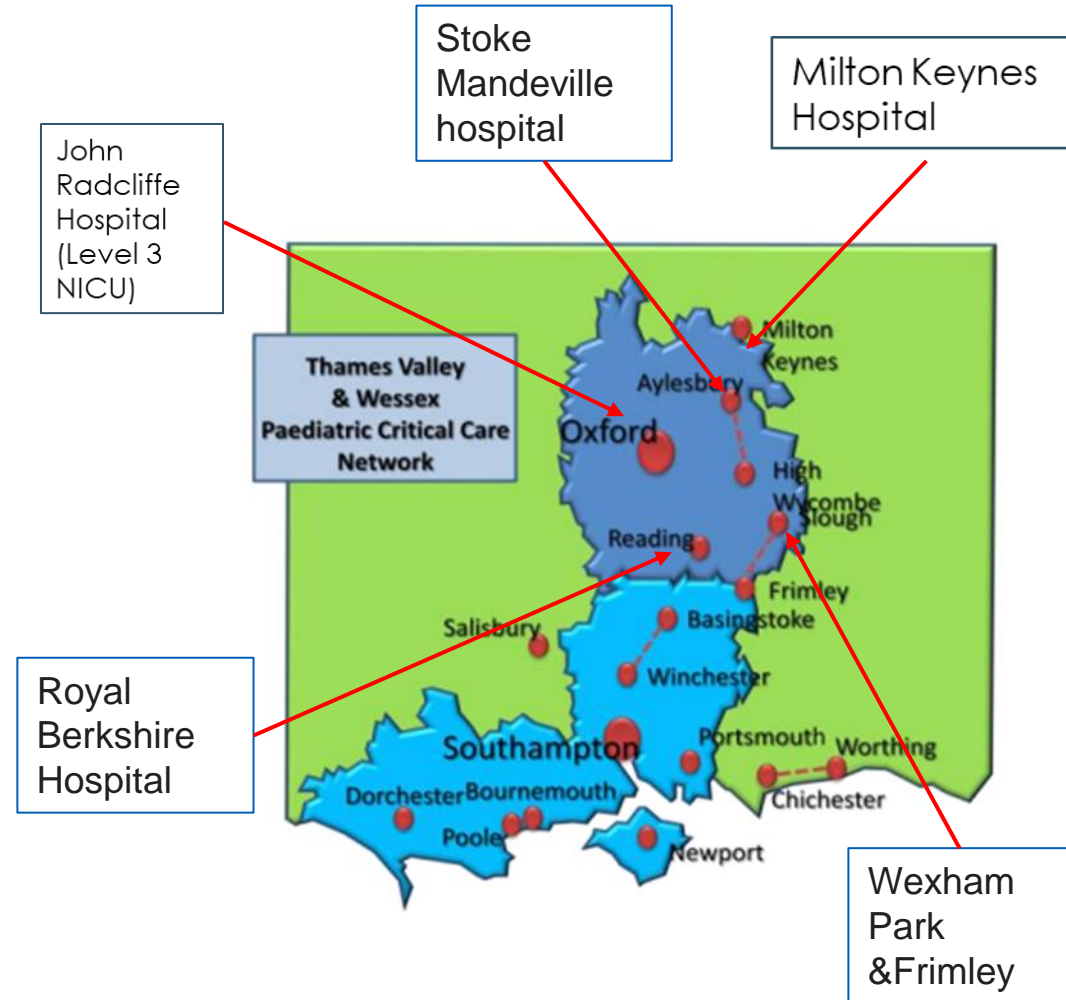 Stoke
Mandeville
hospital
Milton Keynes
Hospital
John
Radcliffe
Hospital
(Level 3
NICU)
Thames Valley
& Wessex
Paediatric Critical Care
Network
Milton
Keynes
Aylesbury
Oxford
High
Wycombe
Slough
Reading
Frimley
Basingstoke
Salisbury
Winchester
Royal
Berkshire
Hospital
Southampton
Portsmouth
Worthing
Chichester
Dorchester
Bournemouth
Poole
Newport
Wexham
Park
&Frimley